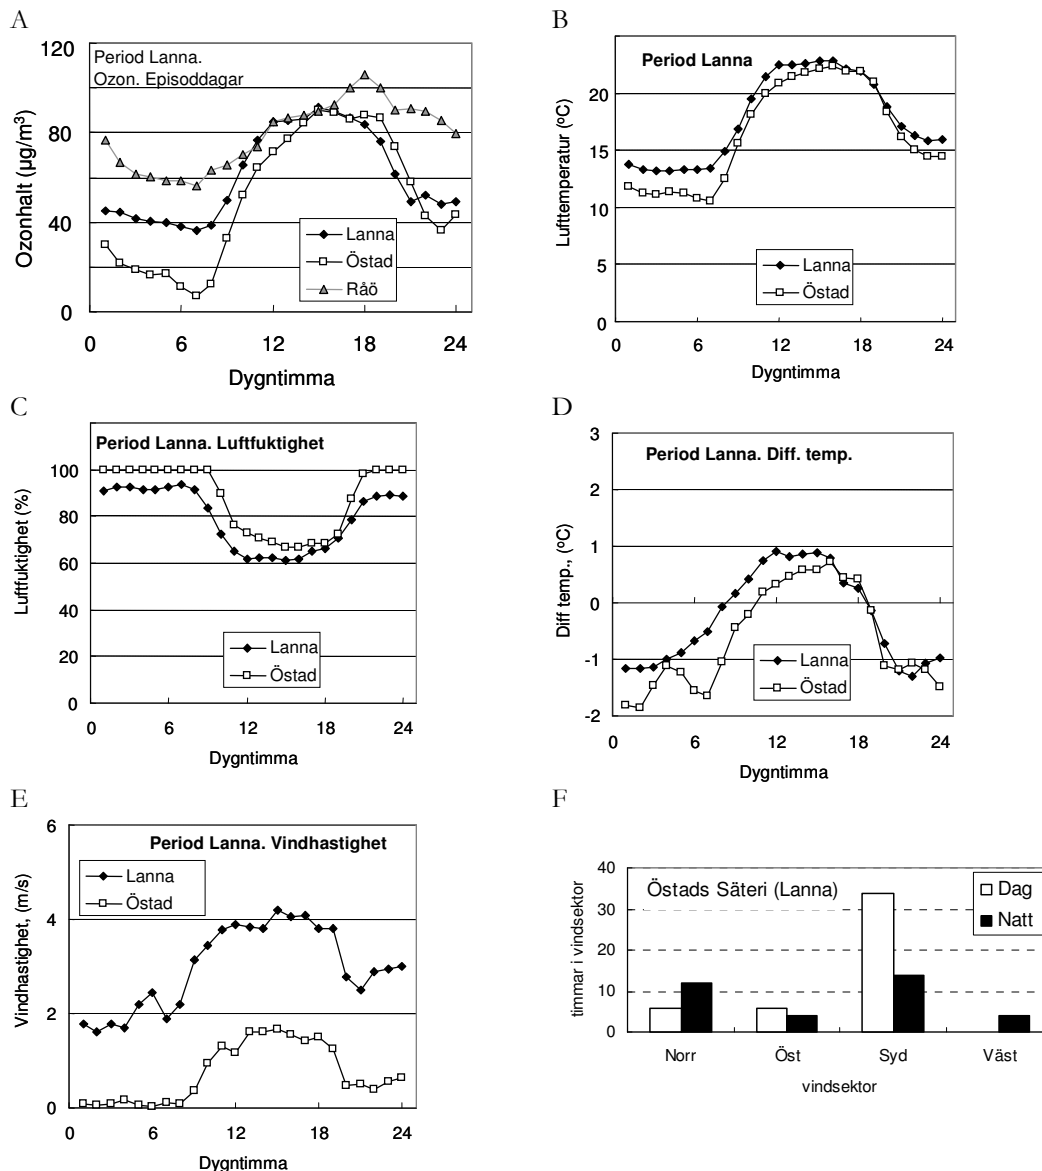 A
Period Lanna.
Ozon. Episoddagar
Ozonhalt (µg/m³)
120
80
40
0
Lanna
Östad
Råö
0 6 12 18 24
Dygntimma
B
Period Lanna
Lufttemperatur (ºC)
20
15
10
5
0
Lanna
Östad
0 6 12 18 24
Dygntimma
C
Period Lanna. Luftfuktighet
Luftfuktighet (%)
100
80
60
40
20
0
Lanna
Östad
0 6 12 18 24
Dygntimma
D
Period Lanna. Diff. temp.
Diff temp., (ºC)
3
2
1
0
-1
-2
Lanna
Östad
0 6 12 18 24
Dygntimma
E
Period Lanna. Vindhastighet
Vindhastighet, (m/s)
6
4
2
0
Lanna
Östad
0 6 12 18 24
Dygntimma
F
Östads Säteri (Lanna)
Dag
Natt
timmar i vindsektor
40
30
20
10
0
Norr Öst Syd Väst
vindsektor